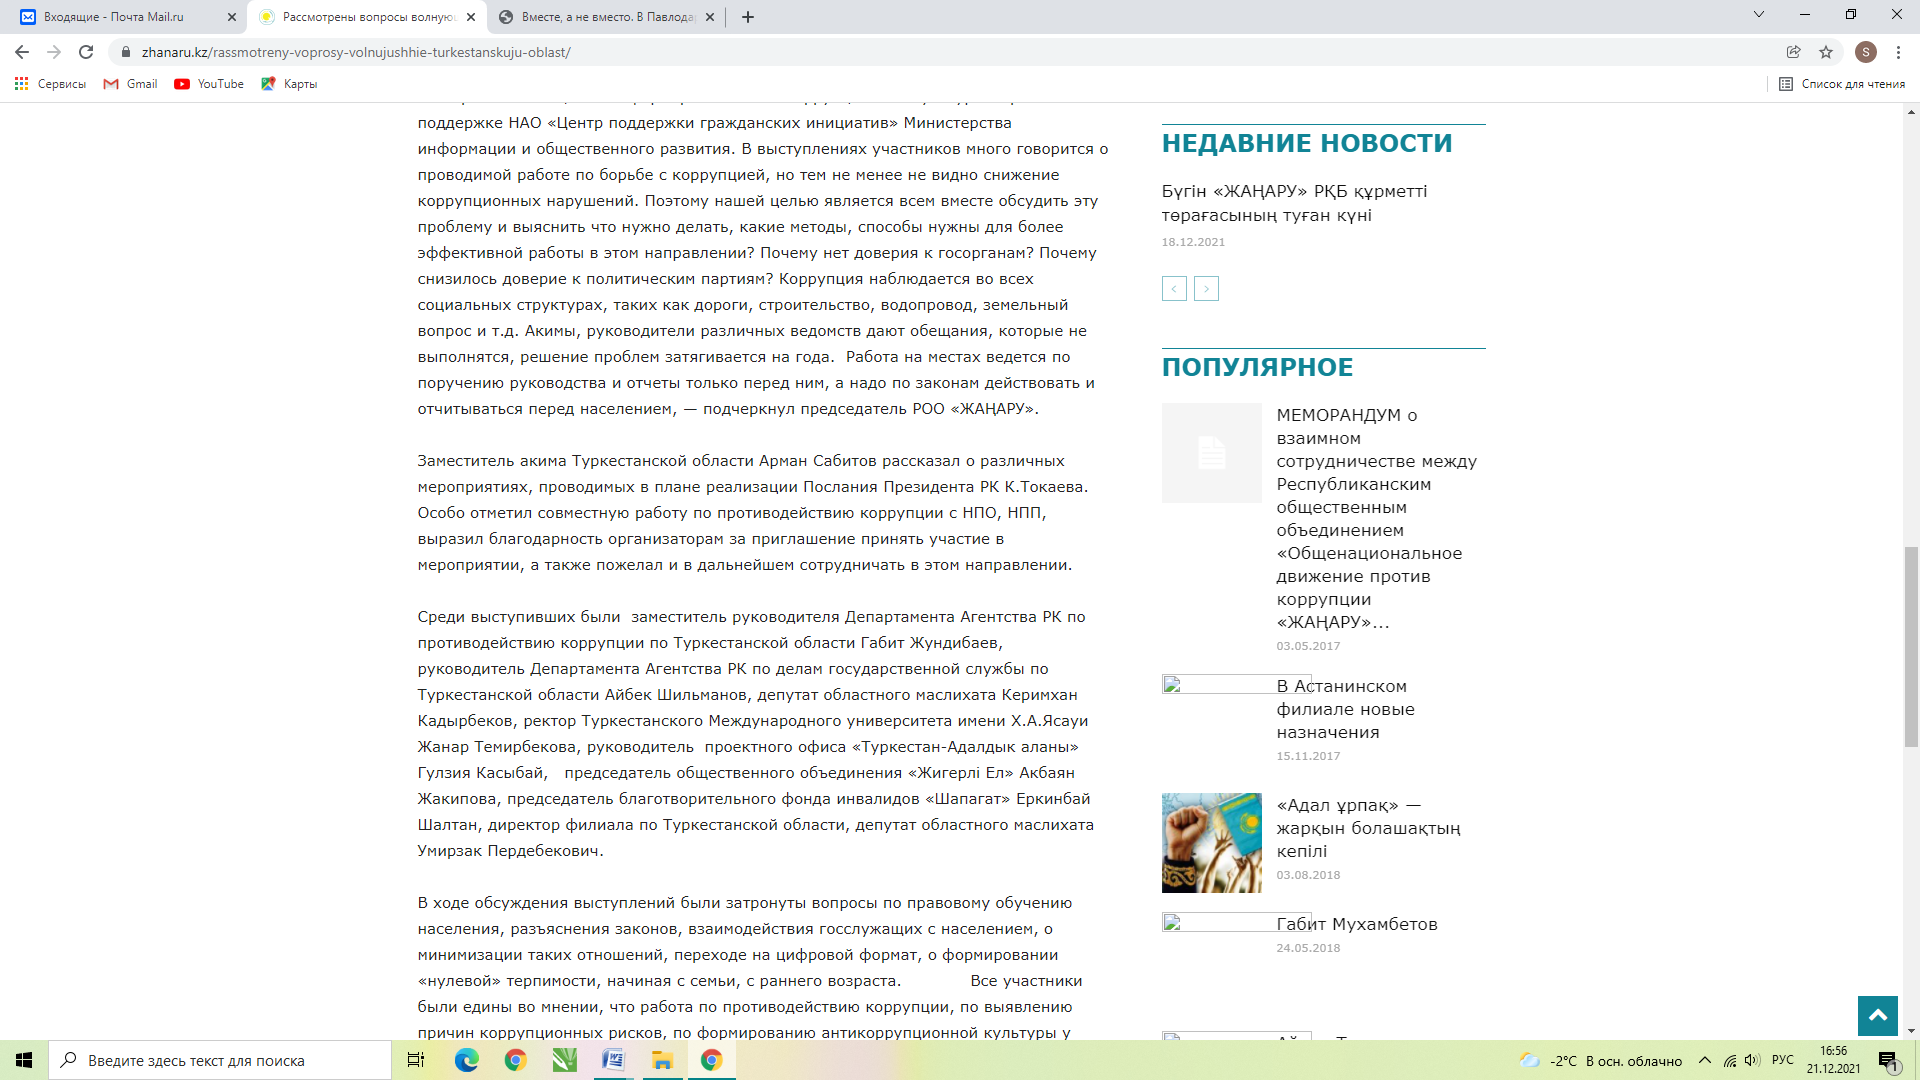 Входящие - Почта Mail.ru
Рассмотрены вопросы волную
Вместе, а не вместо. В Павлода
zhanaru.kz/rassmotreny-voprosy-volnujushhie-turkestanskuju-oblast/
S
Сервисы
Gmail
YouTube
Карты
Список для чтения
поддержке НАО «Центр поддержки гражданских инициатив» Министерства
информации и общественного развития. В выступлениях участников много говорится о
проводимой работе по борьбе с коррупцией, но тем не менее не видно снижение
коррупционных нарушений. Поэтому нашей целью является всем вместе обсудить эту
проблему и выяснить что нужно делать, какие методы, способы нужны для более
эффективной работы в этом направлении? Почему нет доверия к госорганам? Почему
снизилось доверие к политическим партиям? Коррупция наблюдается во всех
социальных структурах, таких как дороги, строительство, водопровод, земельный
вопрос и т.д. Акимы, руководители различных ведомств дают обещания, которые не
выполнятся, решение проблем затягивается на года.  Работа на местах ведется по
поручению руководства и отчеты только перед ним, а надо по законам действовать и
отчитываться перед населением, — подчеркнул председатель РОО «ЖАҢАРУ».
Заместитель акима Туркестанской области Арман Сабитов рассказал о различных
мероприятиях, проводимых в плане реализации Послания Президента РК К.Токаева.
Особо отметил совместную работу по противодействию коррупции с НПО, НПП,
выразил благодарность организаторам за приглашение принять участие в
мероприятии, а также пожелал и в дальнейшем сотрудничать в этом направлении.
Среди выступивших были  заместитель руководителя Департамента Агентства РК по
противодействию коррупции по Туркестанской области Габит Жундибаев,
руководитель Департамента Агентства РК по делам государственной службы по
Туркестанской области Айбек Шильманов, депутат областного маслихата Керимхан
Кадырбеков, ректор Туркестанского Международного университета имени Х.А.Ясауи
Жанар Темирбекова, руководитель  проектного офиса «Туркестан-Адалдык аланы»
Гулзия Касыбай,   председатель общественного объединения «Жигерлі Ел» Акбаян
Жакипова, председатель благотворительного фонда инвалидов «Шапагат» Еркинбай
Шалтан, директор филиала по Туркестанской области, депутат областного маслихата
Умирзак Пердебекович.
В ходе обсуждения выступлений были затронуты вопросы по правовому обучению
населения, разъяснения законов, взаимодействия госслужащих с населением, о
минимизации таких отношений, переходе на цифровой формат, о формировании
«нулевой» терпимости, начиная с семьи, с раннего возраста.             Все участники
были едины во мнении, что работа по противодействию коррупции, по выявлению
причин коррупционных рисков, по формированию антикоррупционной культуры у
НЕДАВНИЕ НОВОСТИ
Бүгін «ЖАҢАРУ» РҚБ құрметті
төрағасының туған күні
18.12.2021
ПОПУЛЯРНОЕ
МЕМОРАНДУМ о
взаимном
сотрудничестве между
Республиканским
общественным
объединением
«Общенациональное
движение против
коррупции
«ЖАҢАРУ»...
03.05.2017
В Астанинском
филиале новые
назначения
15.11.2017
«Адал ұрпақ» —
жарқын болашақтың
кепілі
03.08.2018
Габит Мухамбетов
24.05.2018
Введите здесь текст для поиска
-2°C  В осн. облачно
РУС
16:56
21.12.2021
1